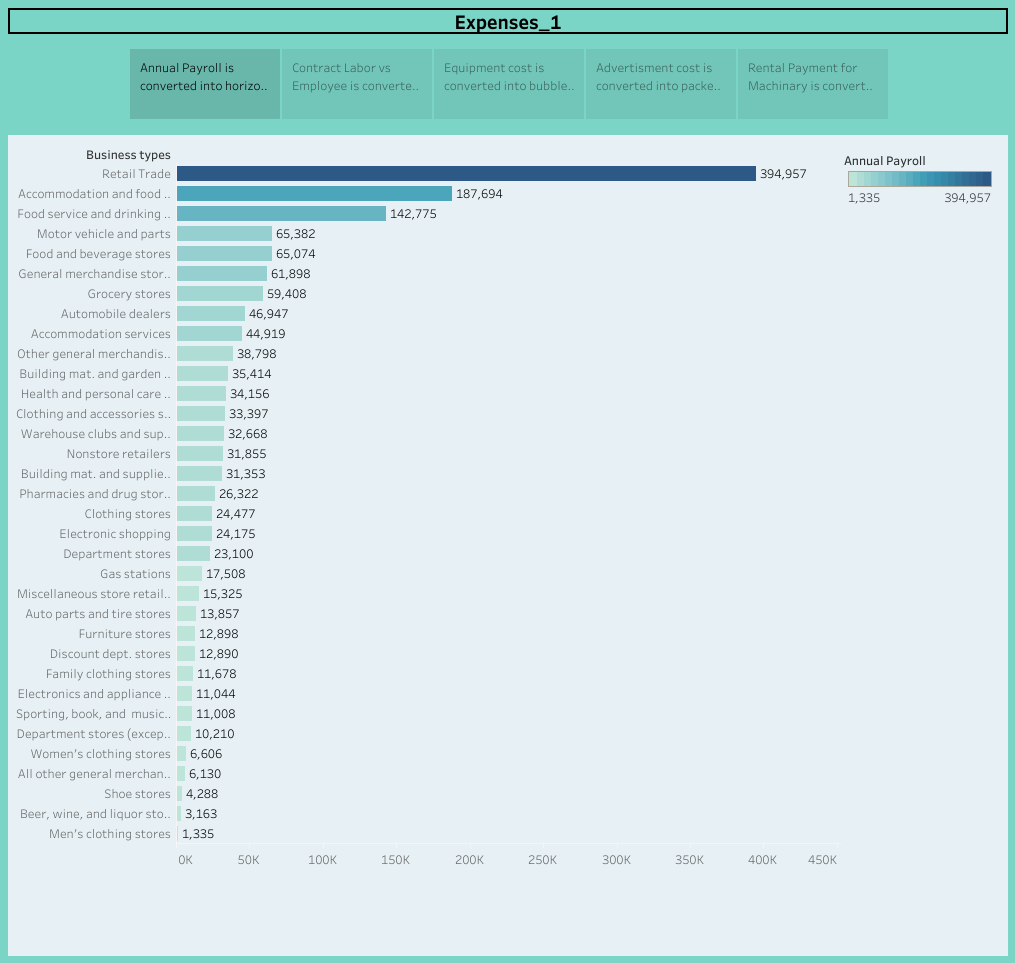 Expenses_1
Annual Payroll is
converted into horizo..
Contract Labor vs
Employee is converte..
Equipment cost is
converted into bubble..
Advertisment cost is
converted into packe..
Rental Payment for
Machinary is convert..
Business types
Retail Trade 394,957
Accommodation and food .. 187,694
Food service and drinking .. 142,775
Motor vehicle and parts 65,382
Food and beverage stores 65,074
General merchandise stor.. 61,898
Grocery stores 59,408
Automobile dealers 46,947
Accommodation services 44,919
Other general merchandis.. 38,798
Building mat. and garden .. 35,414
Health and personal care .. 34,156
Clothing and accessories s.. 33,397
Warehouse clubs and sup.. 32,668
Nonstore retailers 31,855
Building mat. and supplie.. 31,353
Pharmacies and drug stor.. 26,322
Clothing stores 24,477
Electronic shopping 24,175
Department stores 23,100
Gas stations 17,508
Miscellaneous store retail.. 15,325
Auto parts and tire stores 13,857
Furniture stores 12,898
Discount dept. stores 12,890
Family clothing stores 11,678
Electronics and appliance .. 11,044
Sporting, book, and  music.. 11,008
Department stores (excep.. 10,210
Women's clothing stores 6,606
All other general merchan.. 6,130
Shoe stores 4,288
Beer, wine, and liquor sto.. 3,163
Men's clothing stores 1,335
0K 50K 100K 150K 200K 250K 300K 350K 400K 450K
Annual Payroll
1,335 394,957